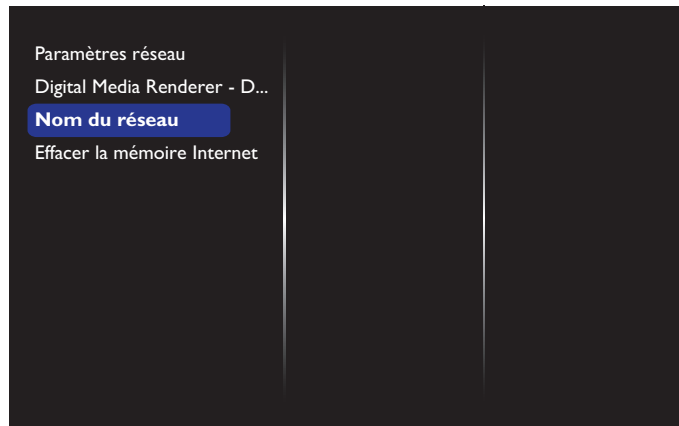 Paramètres réseau
Digital Media Renderer - D...
Nom du réseau
Effacer la mémoire Internet